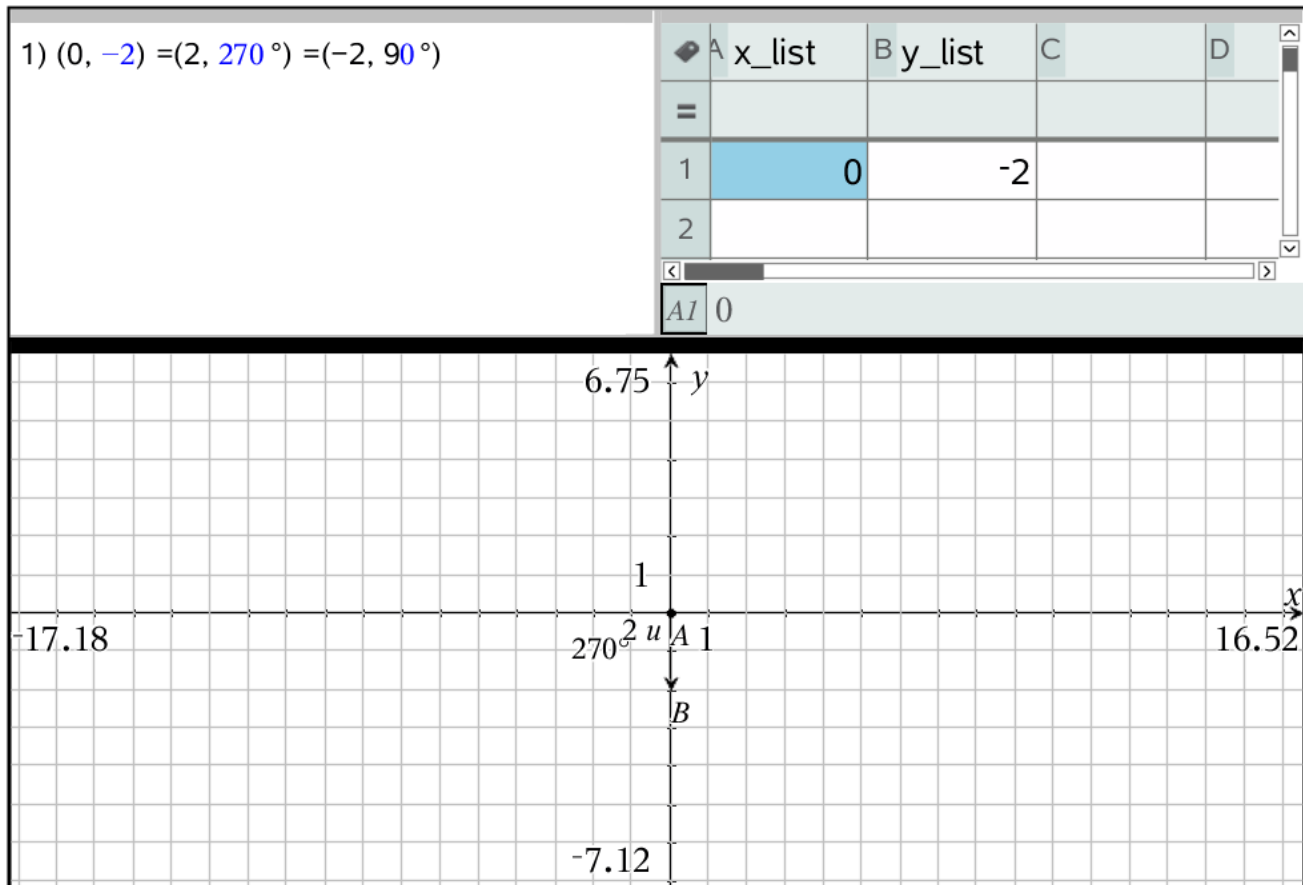 1) (0, −2) =(2, 270 °) =(−2, 90 °)
A x_list B y_list C D
=
1 0 -2
2
A1 0
6.75 y
1
x
-17.18 270° 2 u A 1 16.52
B
-7.12